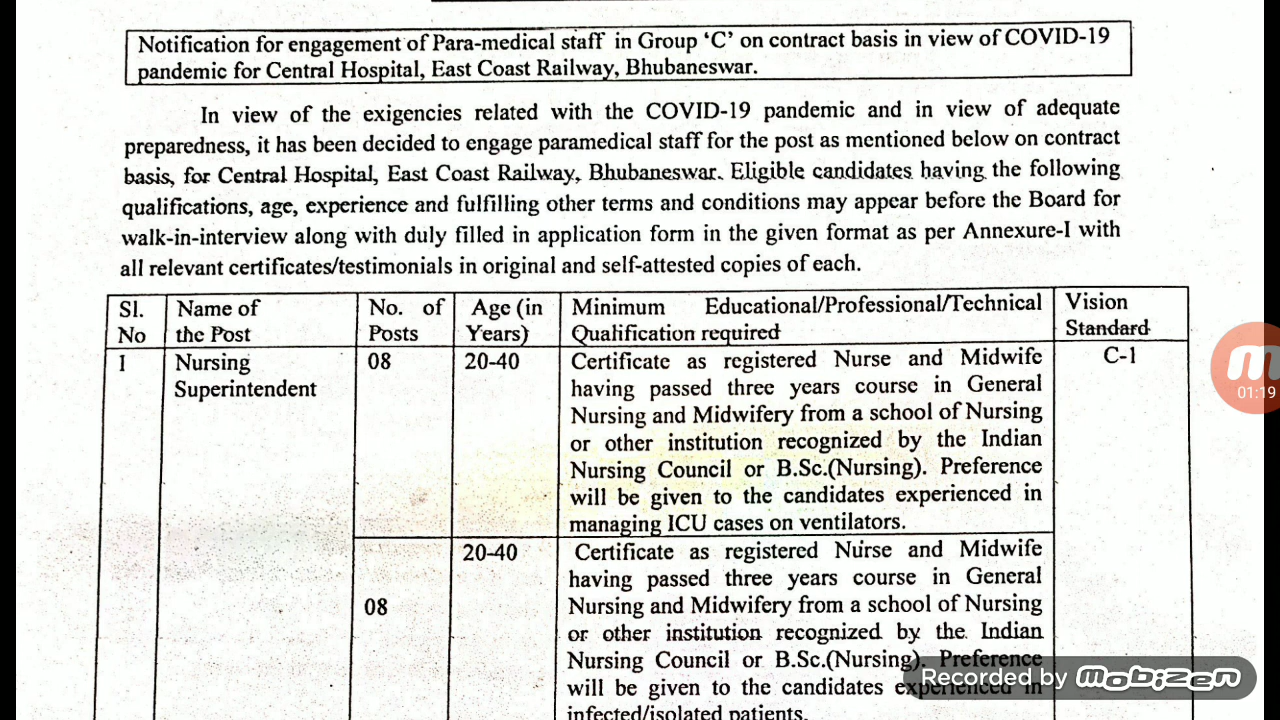 Notification for engagement of Para-medical staff in Group ‘C’ on contract basis in view of COVID-19
pandemic for Central Hospital, East Coast Railway, Bhubaneswar.
In view of the exigencies related with the COVID-19 pandemic and in view of adequate
preparedness, it has been decided to engage paramedical staff for the post as mentioned below on contract
basis, for Central Hospital, East Coast Railway, Bhubaneswar. Eligible candidates having the following
qualifications, age, experience and fulfilling other terms and conditions may appear before the Board for
walk-in-interview along with duly filled in application form in the given format as per Annexure-I with
all relevant certificates/testimonials in original and self-attested copies of each.
Sl. No
Name of the Post
No. of Posts
Age (in Years)
Minimum Educational/Professional/Technical
Qualification required
Vision Standard
I
Nursing
Superintendent
08
20-40
Certificate as registered Nurse and Midwife
having passed three years course in General
Nursing and Midwifery from a school of Nursing
or other institution recognized by the Indian
Nursing Council or B.Sc.(Nursing). Preference
will be given to the candidates experienced in
managing ICU cases on ventilators.
C-1
08
20-40
Certificate as registered Nurse and Midwife
having passed three years course in General
Nursing and Midwifery from a school of Nursing
or other institution recognized by the Indian
Nursing Council or B.Sc.(Nursing). Preference
will be given to the candidates experienced in
infected/isolated patients.
01:19
Recorded by mobizen